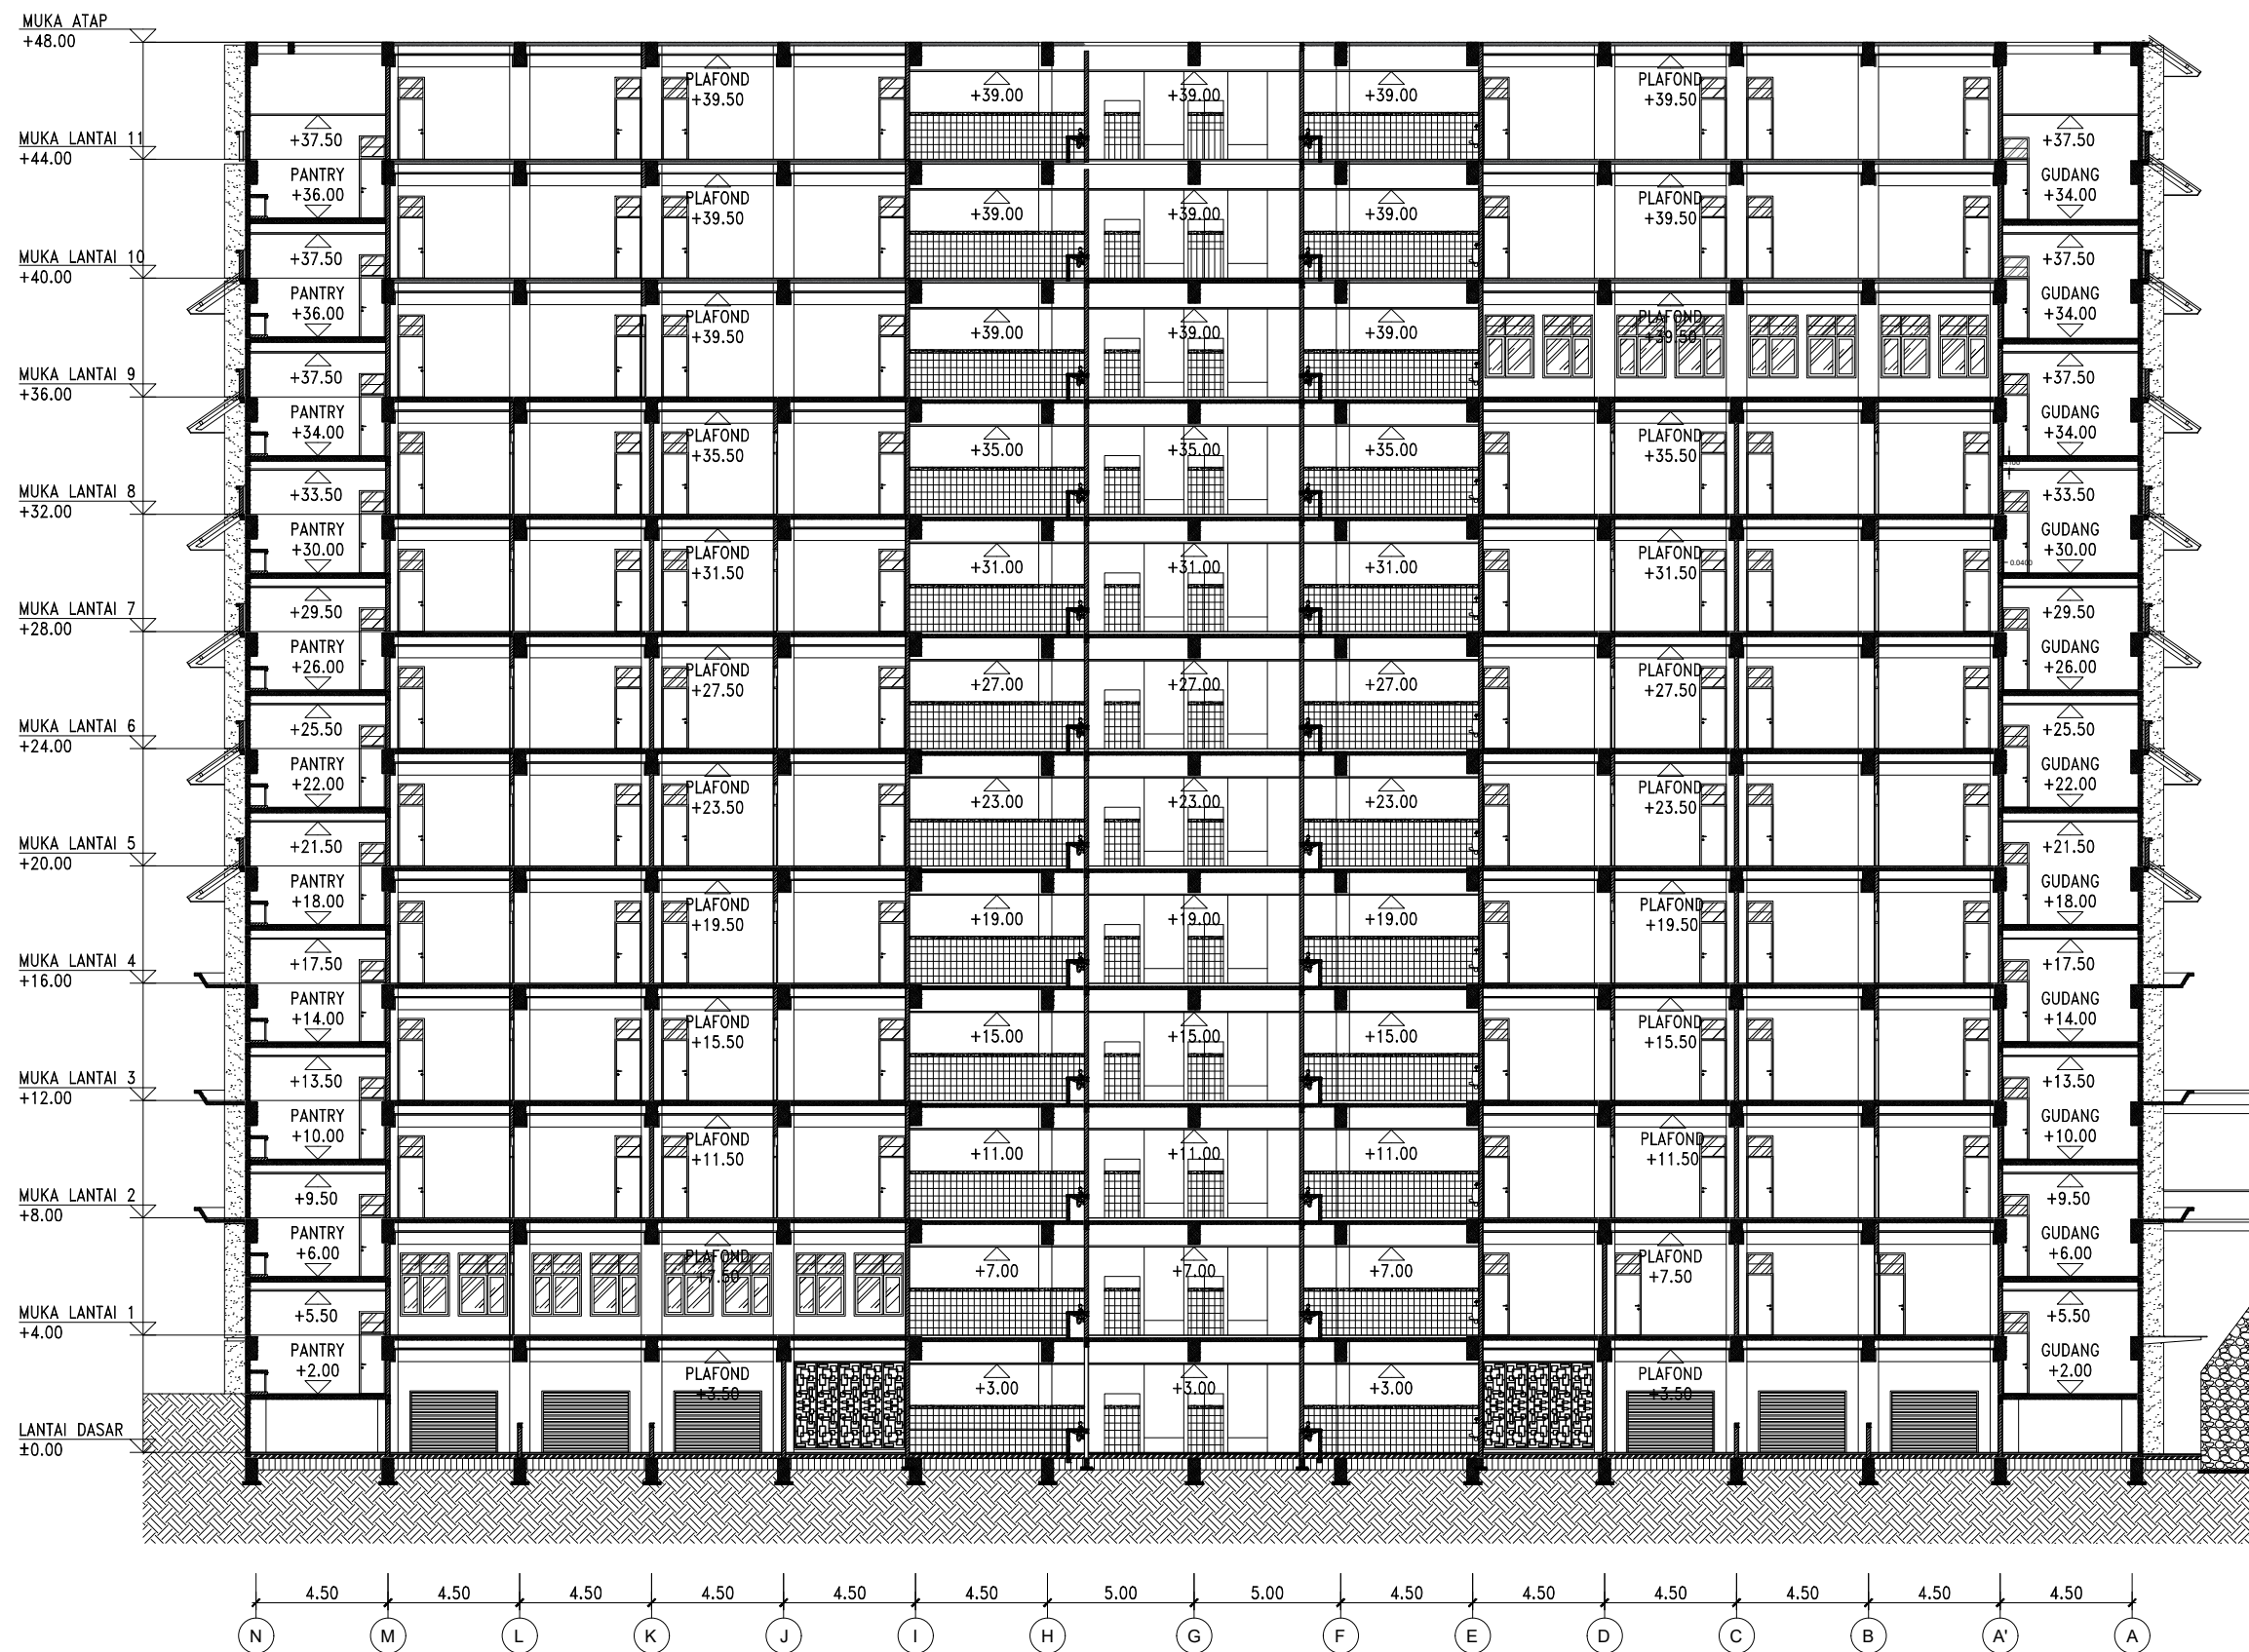 MUKA ATAP
+48.00
PLAFOND
+39.50
+39.00
+39.00
+39.00
PLAFOND
+39.50
MUKA LANTAI 11
+44.00
+37.50
PANTRY
+36.00
+37.50
GUDANG
+34.00
PLAFOND
+39.50
+39.00
+39.00
+39.00
PLAFOND
+39.50
MUKA LANTAI 10
+40.00
+37.50
PANTRY
+36.00
+37.50
GUDANG
+34.00
PLAFOND
+39.50
+39.00
+39.00
+39.00
PLAFOND
+39.50
MUKA LANTAI 9
+36.00
+37.50
PANTRY
+34.00
+37.50
GUDANG
+34.00
PLAFOND
+35.50
+35.00
+35.00
+35.00
PLAFOND
+35.50
MUKA LANTAI 8
+32.00
+33.50
PANTRY
+30.00
+33.50
GUDANG
+30.00
0.0400
PLAFOND
+31.50
+31.00
+31.00
+31.00
PLAFOND
+31.50
MUKA LANTAI 7
+28.00
+29.50
PANTRY
+26.00
+29.50
GUDANG
+26.00
PLAFOND
+27.50
+27.00
+27.00
+27.00
PLAFOND
+27.50
MUKA LANTAI 6
+24.00
+25.50
PANTRY
+22.00
+25.50
GUDANG
+22.00
PLAFOND
+23.50
+23.00
+23.00
+23.00
PLAFOND
+23.50
MUKA LANTAI 5
+20.00
+21.50
PANTRY
+18.00
+21.50
GUDANG
+18.00
PLAFOND
+19.50
+19.00
+19.00
+19.00
PLAFOND
+19.50
MUKA LANTAI 4
+16.00
+17.50
PANTRY
+14.00
+17.50
GUDANG
+14.00
PLAFOND
+15.50
+15.00
+15.00
+15.00
PLAFOND
+15.50
MUKA LANTAI 3
+12.00
+13.50
PANTRY
+10.00
+13.50
GUDANG
+10.00
PLAFOND
+11.50
+11.00
+11.00
+11.00
PLAFOND
+11.50
MUKA LANTAI 2
+8.00
+9.50
PANTRY
+6.00
+9.50
GUDANG
+6.00
PLAFOND
+7.50
+7.00
+7.00
+7.00
PLAFOND
+7.50
MUKA LANTAI 1
+4.00
+5.50
PANTRY
+2.00
+5.50
GUDANG
+2.00
PLAFOND
+3.50
+3.00
+3.00
+3.00
PLAFOND
+3.50
LANTAI DASAR
±0.00
4.50 4.50 4.50 4.50 4.50 4.50 5.00 5.00 4.50 4.50 4.50 4.50 4.50 4.50
N M L K J I H G F E D C B A' A